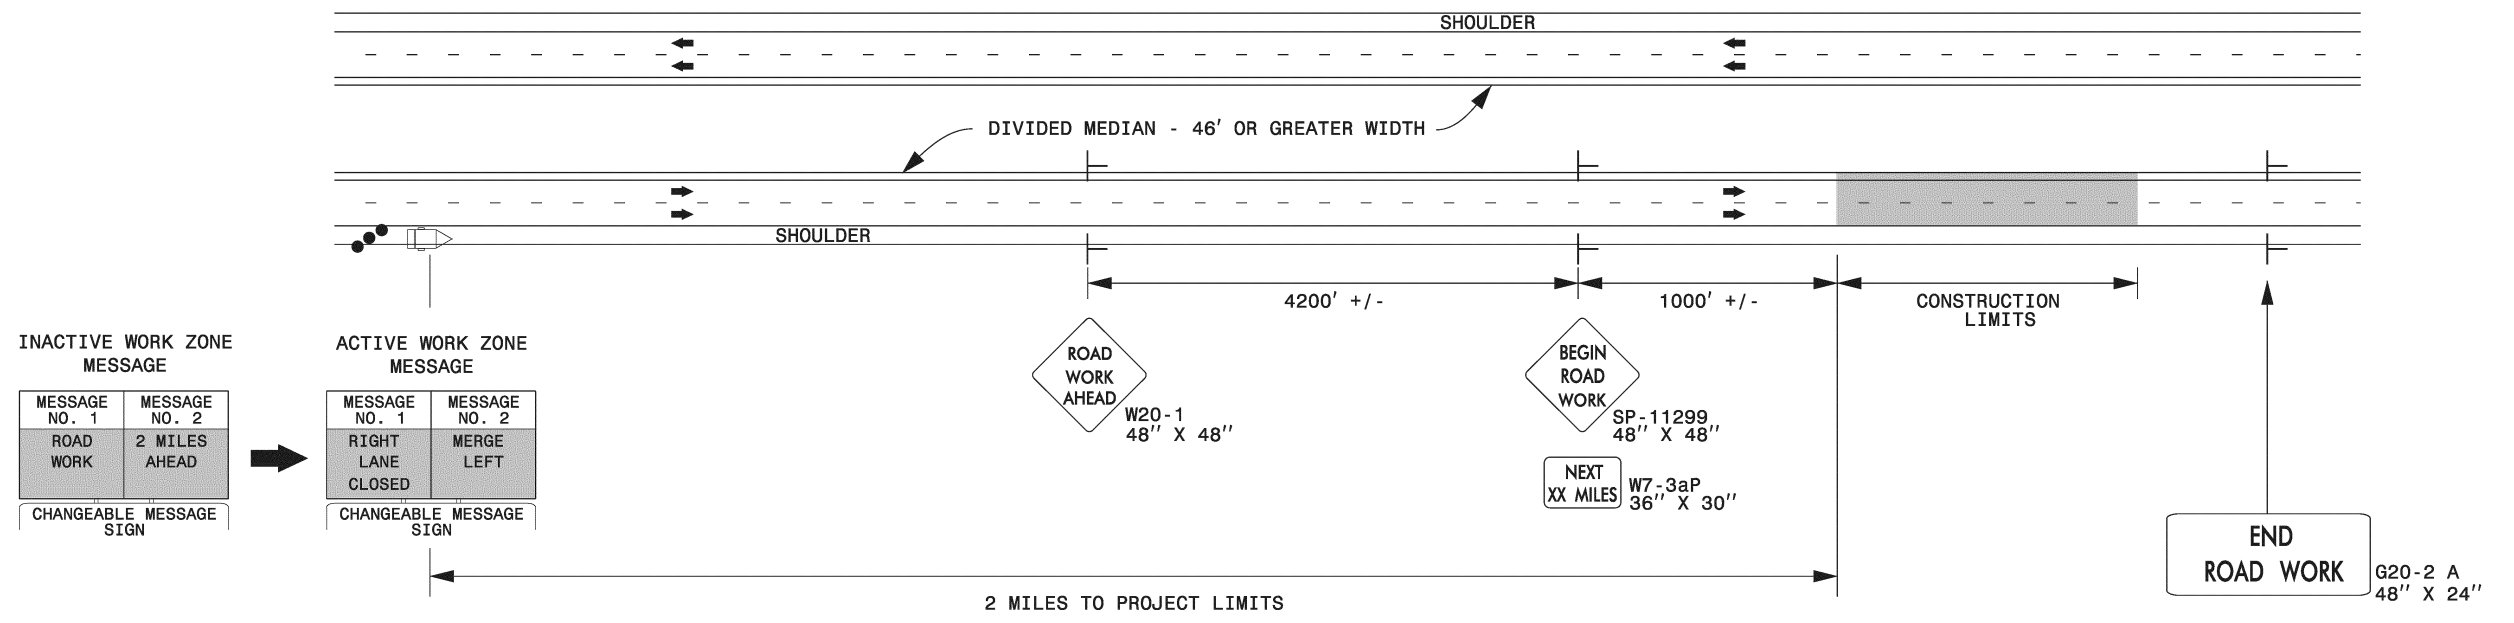 SHOULDER
DIVIDED MEDIAN - 46' OR GREATER WIDTH
SHOULDER
4200' +/-
1000' +/-
CONSTRUCTION
LIMITS
INACTIVE WORK ZONE
MESSAGE
MESSAGE
NO. 1
MESSAGE
NO. 2
ROAD
WORK
2 MILES
AHEAD
CHANGEABLE MESSAGE
SIGN
ACTIVE WORK ZONE
MESSAGE
MESSAGE
NO. 1
MESSAGE
NO. 2
RIGHT
LANE
CLOSED
MERGE
LEFT
CHANGEABLE MESSAGE
SIGN
ROAD
WORK
AHEAD
W20-1
48'' X 48''
BEGIN
ROAD
WORK
SP-11299
48'' X 48''
NEXT
XX MILES
W7-3aP
36'' X 30''
END
ROAD WORK
G20-2 A
48'' X 24''
2 MILES TO PROJECT LIMITS